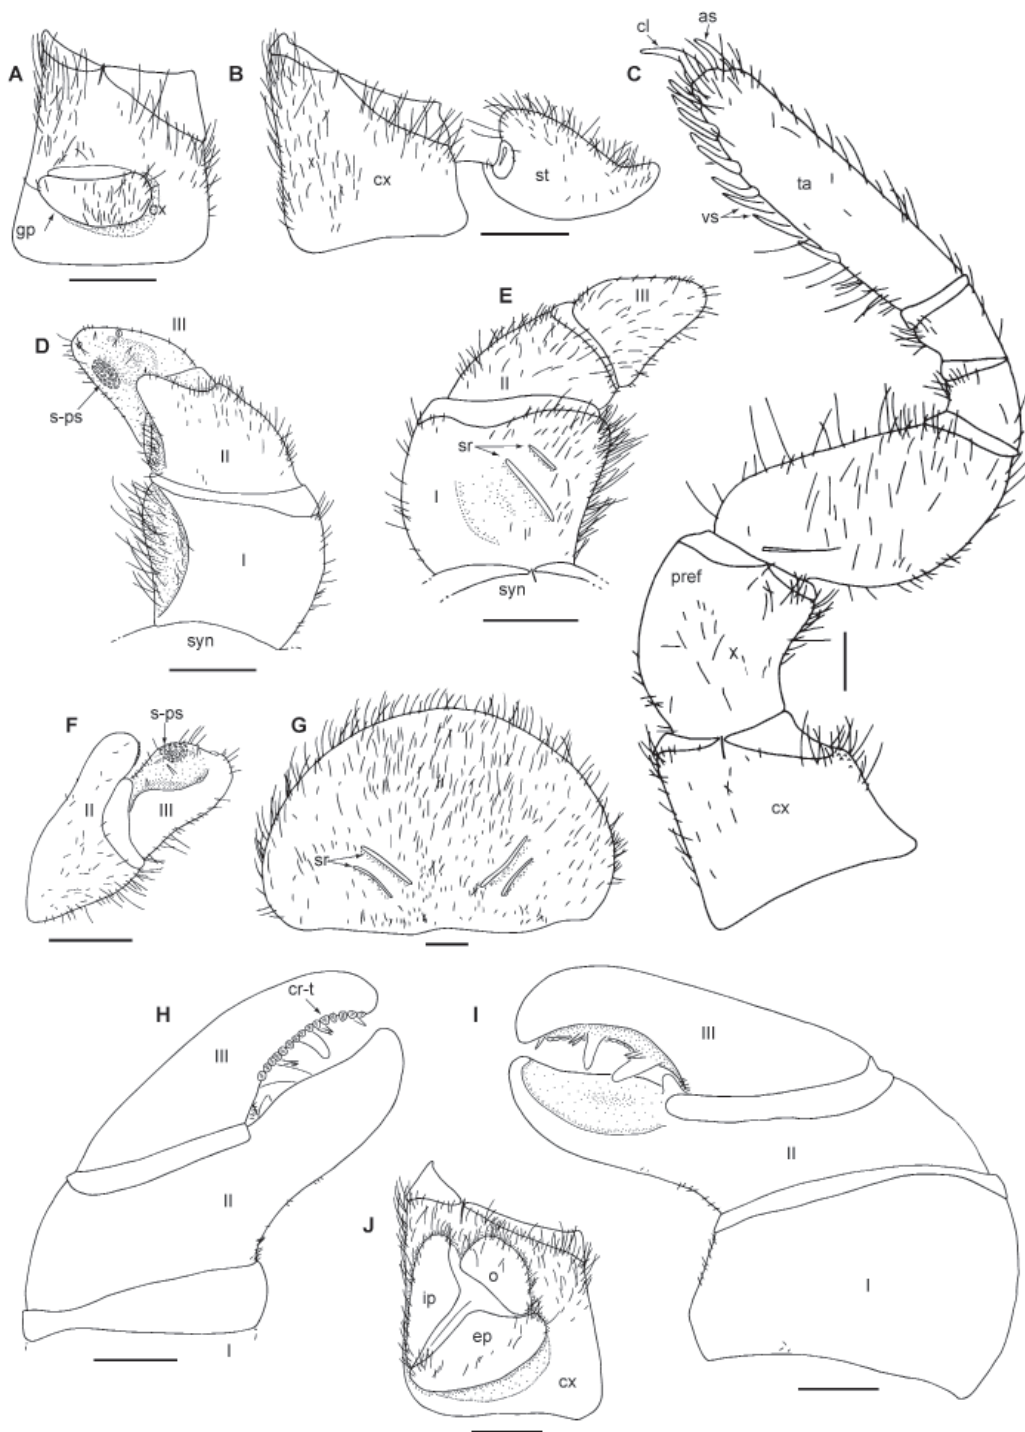 A
cx
gp
B
cx
st
C
cl
as
ta
vs
pref
x
cx
D
III
s-ps
II
I
syn
E
III
II
sr
I
syn
F
s-ps
II
III
G
sr
H
cr-t
III
II
I
I
III
II
I
J
ip
o
ep
cx